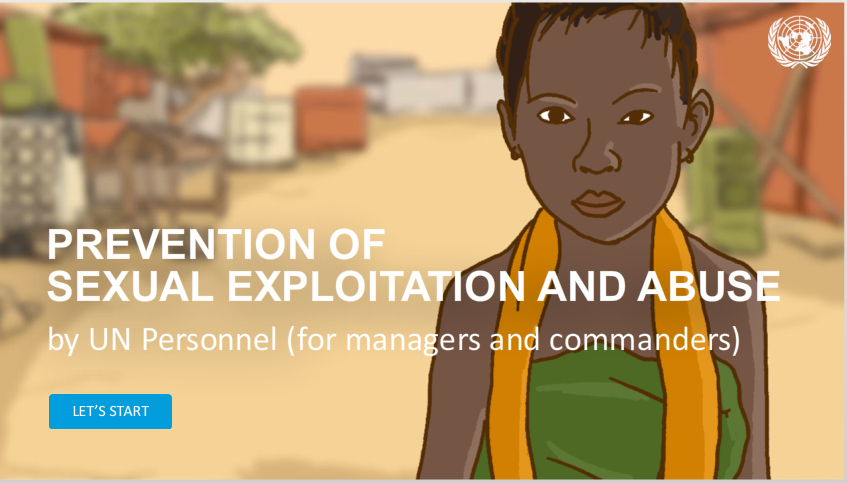 PREVENTION OF
SEXUAL EXPLOITATION AND ABUSE
by UN Personnel (for managers and commanders)
LET'S START